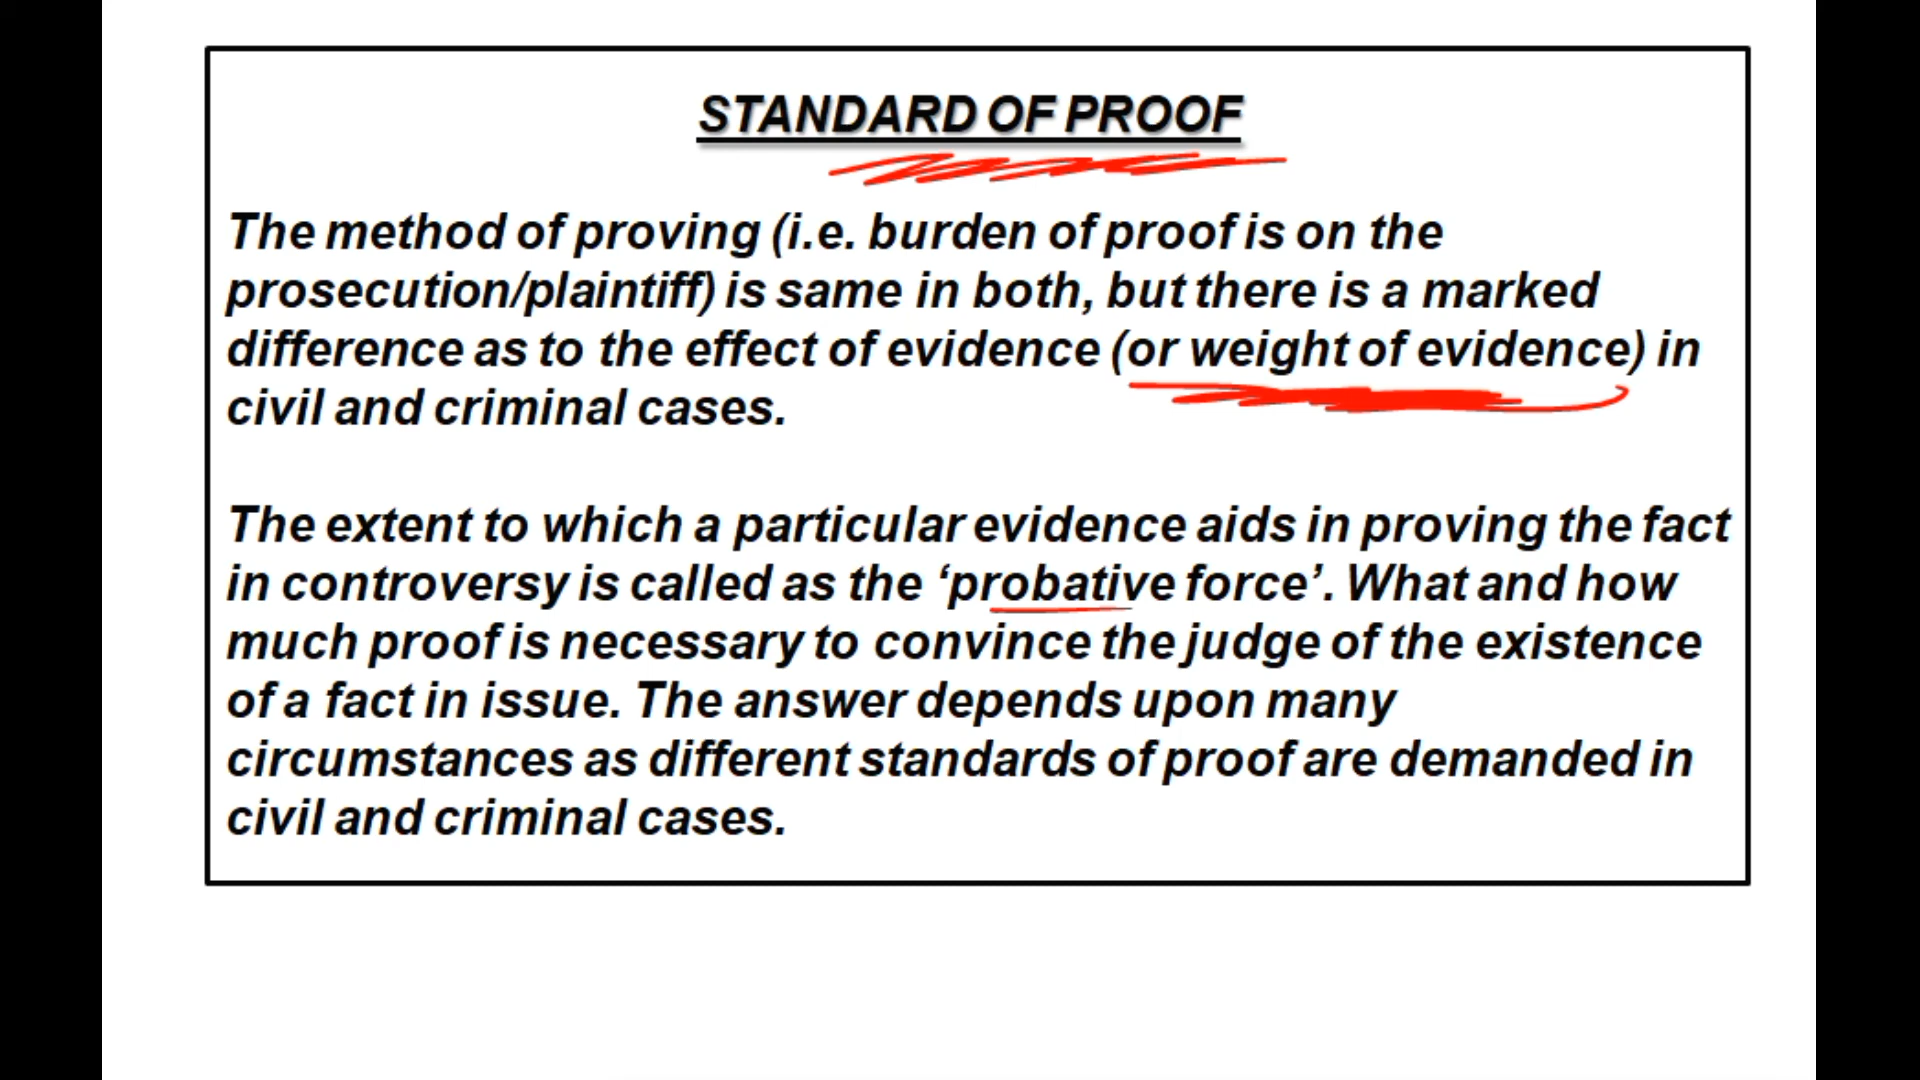 STANDARD OF PROOF
The method of proving (i.e. burden of proof is on the
prosecution/plaintiff) is same in both, but there is a marked
difference as to the effect of evidence (or weight of evidence) in
civil and criminal cases.
The extent to which a particular evidence aids in proving the fact
in controversy is called as the ‘probative force’. What and how
much proof is necessary to convince the judge of the existence
of a fact in issue. The answer depends upon many
circumstances as different standards of proof are demanded in
civil and criminal cases.